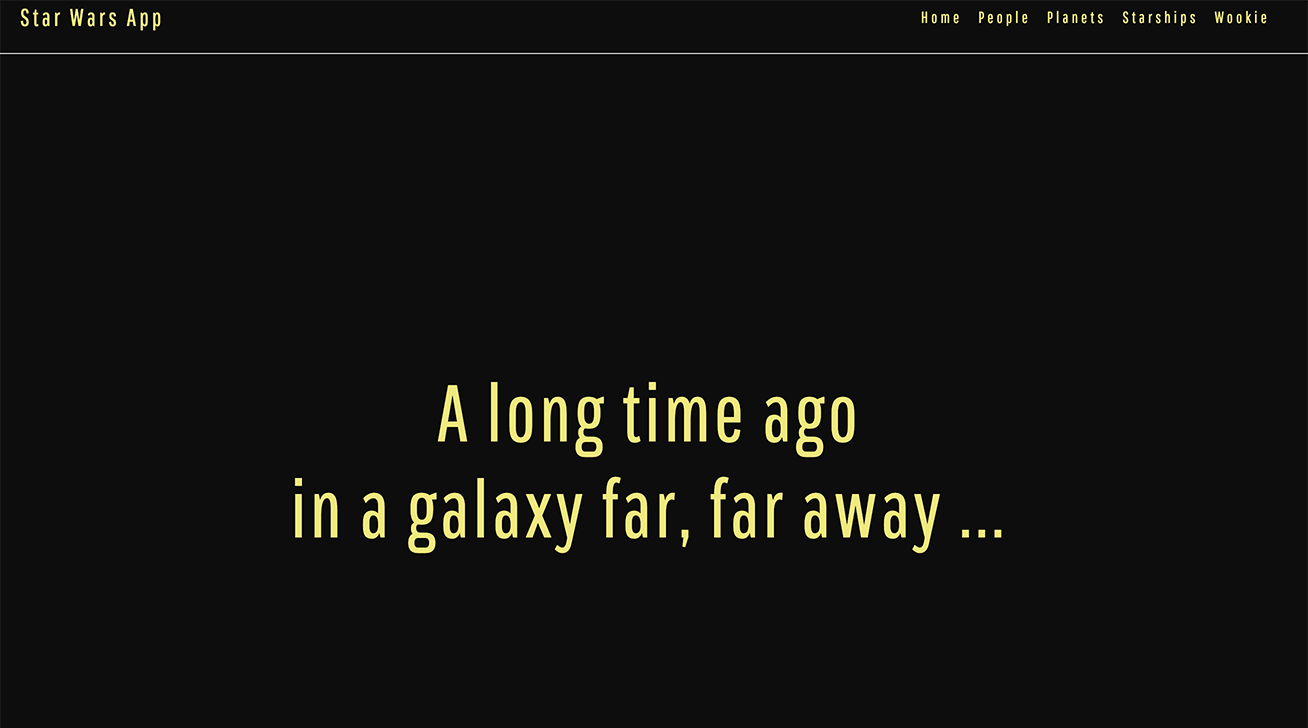 Star Wars App
Home People Planets Starships Wookie
A long time ago
in a galaxy far, far away ...